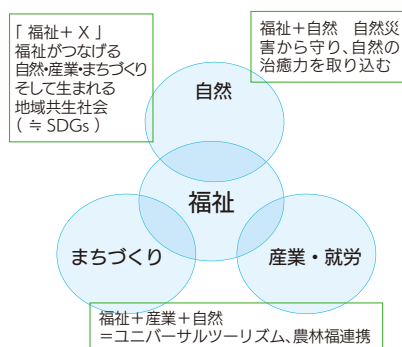 「 福祉+ X 」
福祉がつなげる
自然・産業・まちづくり
そして生まれる
地域共生社会
( ≒ SDGs )
福祉+自然　自然災
害から守り、自然の
治癒力を取り込む
自然
福祉
まちづくり
産業・就労
福祉+産業+自然
=ユニバーサルツーリズム、農林福連携